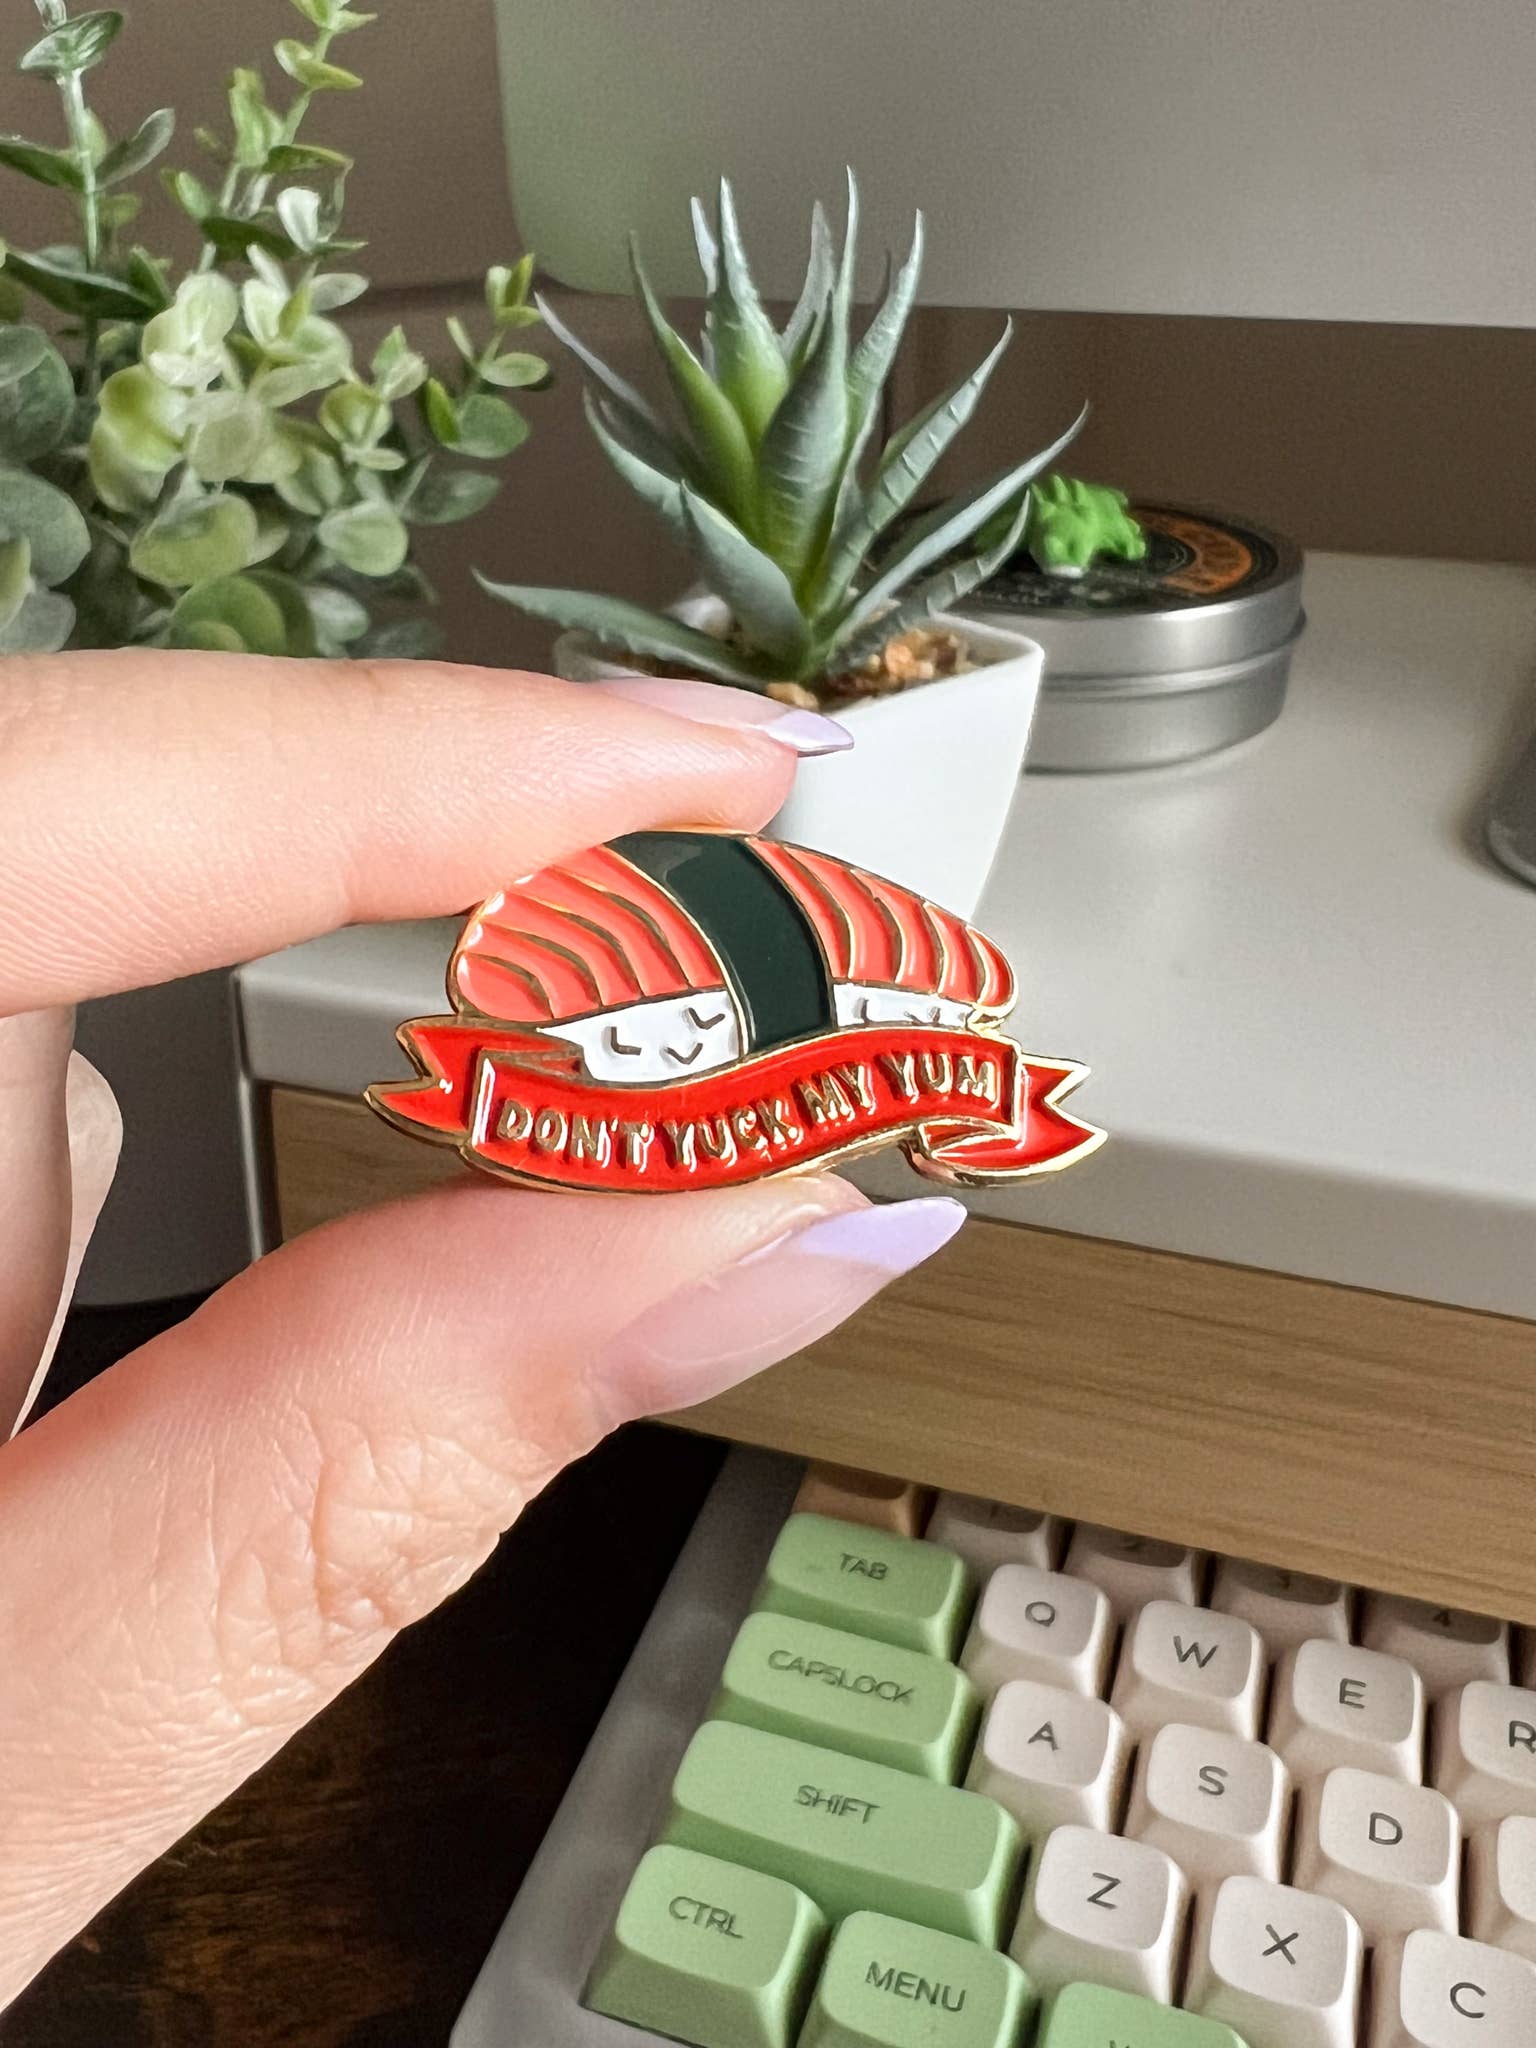 DON'T YUCK MY YUM
TAB
Q
W
E
R
CAPSLOCK
A
S
D
SHIFT
Z
X
C
CTRL
MENU